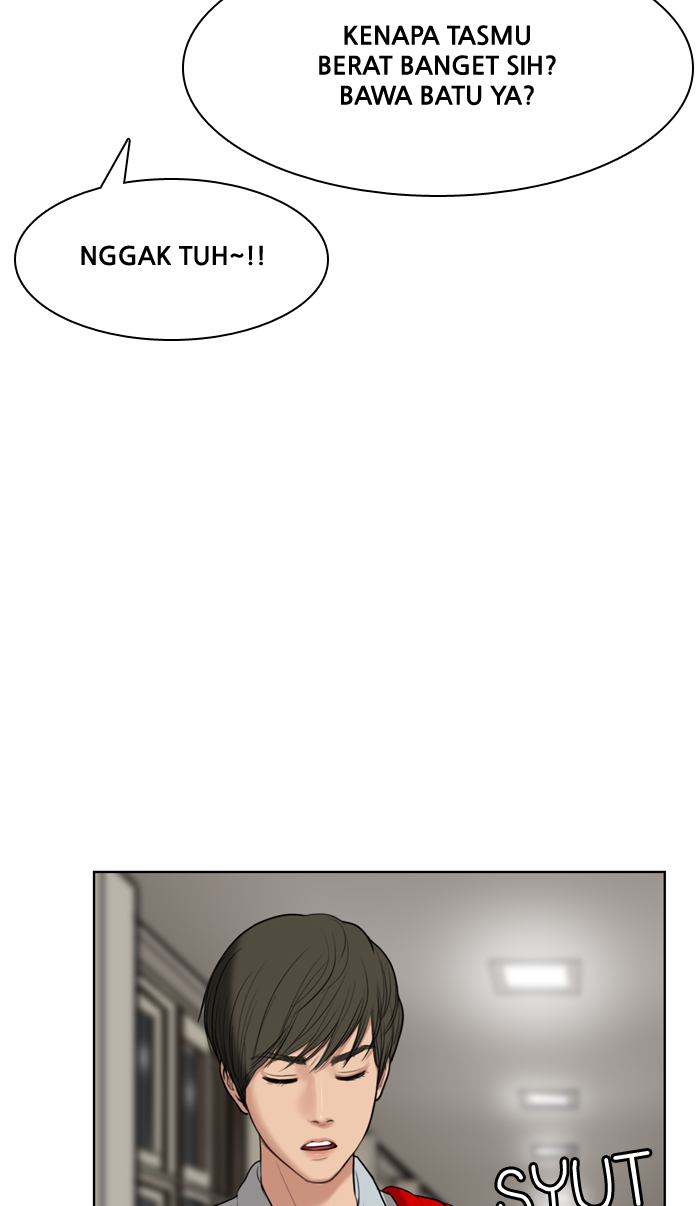 KENAPA TASMU
BERAT BANGET SIH?
BAWA BATU YA?
NGGAK TUH~!!
SYUT